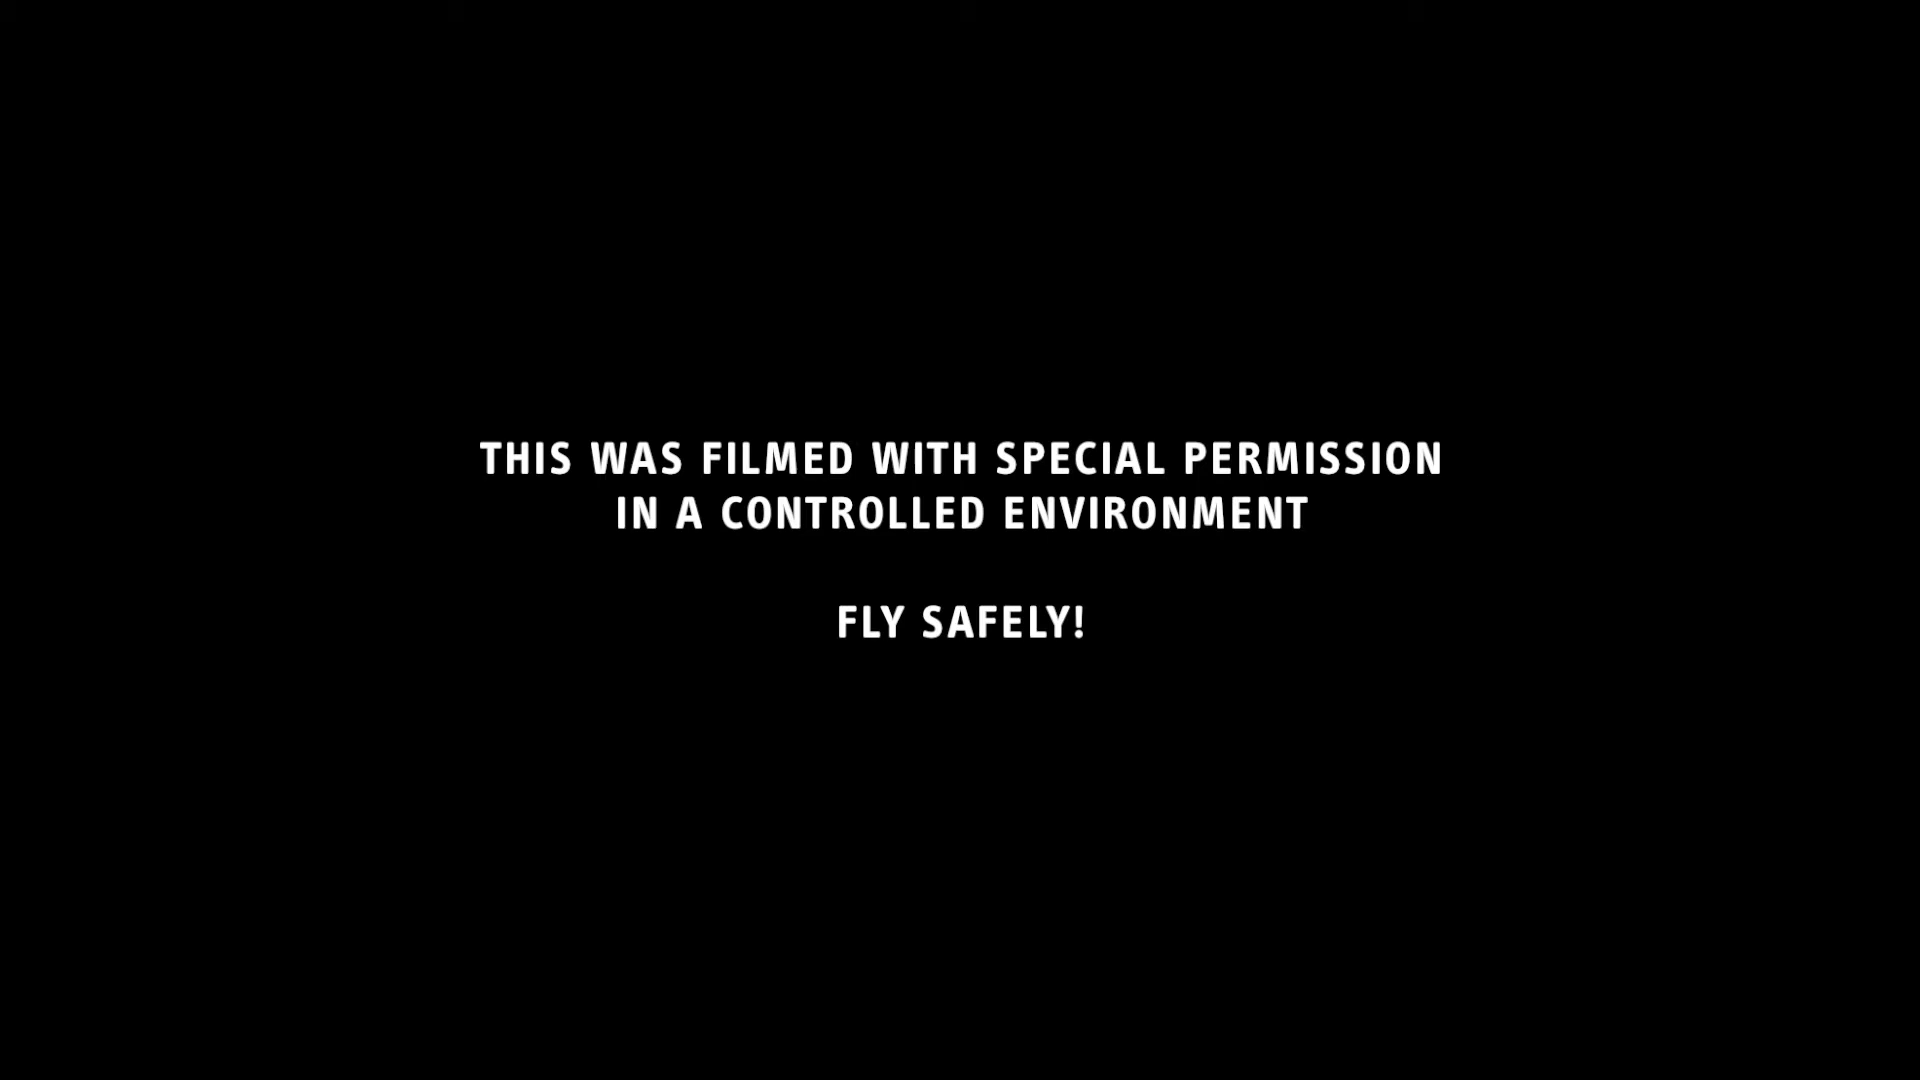 THIS WAS FILMED WITH SPECIAL PERMISSION
IN A CONTROLLED ENVIRONMENT
FLY SAFELY!